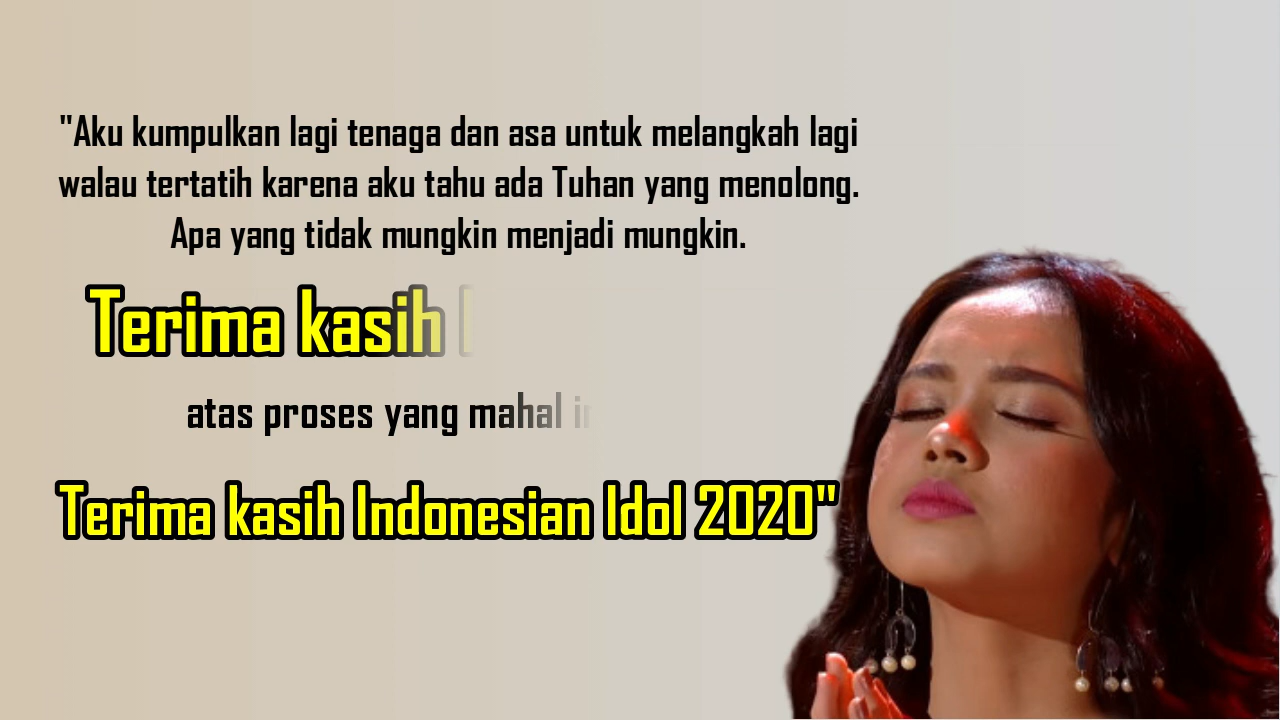 "Aku kumpulkan lagi tenaga dan asa untuk melangkah lagi
walau tertatih karena aku tahu ada Tuhan yang menolong.
Apa yang tidak mungkin menjadi mungkin.
Terima kasih
atas proses yang mahal
Terima kasih Indonesian Idol 2020"